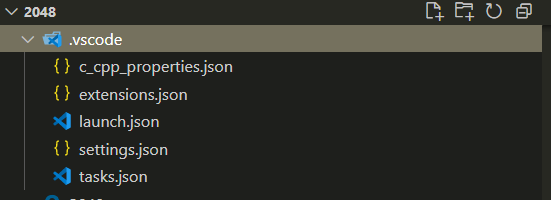 2048
.vscode
c_cpp_properties.json
extensions.json
launch.json
settings.json
tasks.json